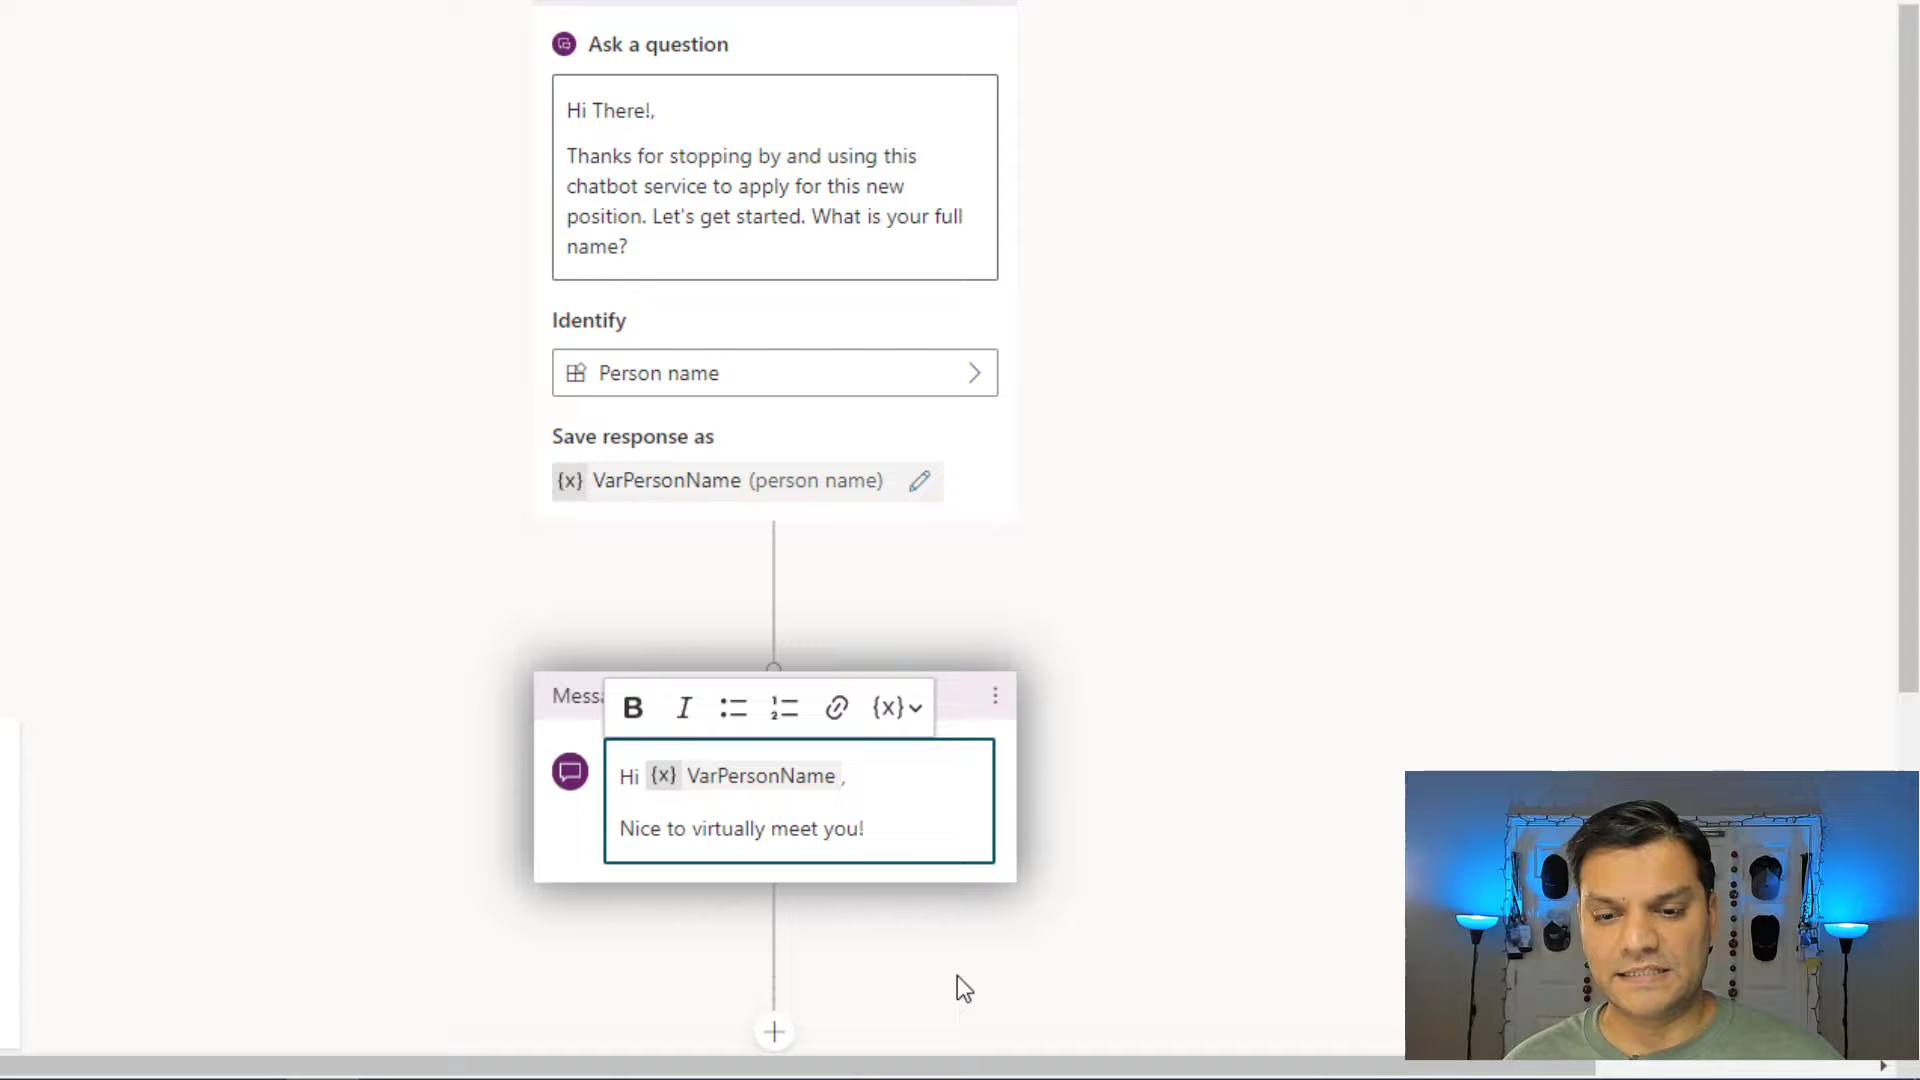 Ask a question
Hi There!,
Thanks for stopping by and using this
chatbot service to apply for this new
position. Let's get started. What is your full
name?
Identify
Person name
Save response as
{x} VarPersonName (person name)
Messa
B I {x}
Hi {x} VarPersonName ,
Nice to virtually meet you!